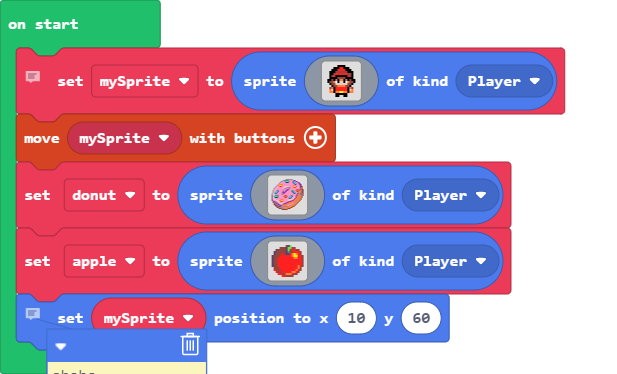 on start
set mySprite to sprite of kind Player
move mySprite with buttons
set donut to sprite of kind Player
set apple to sprite of kind Player
set mySprite position to x 10 y 60